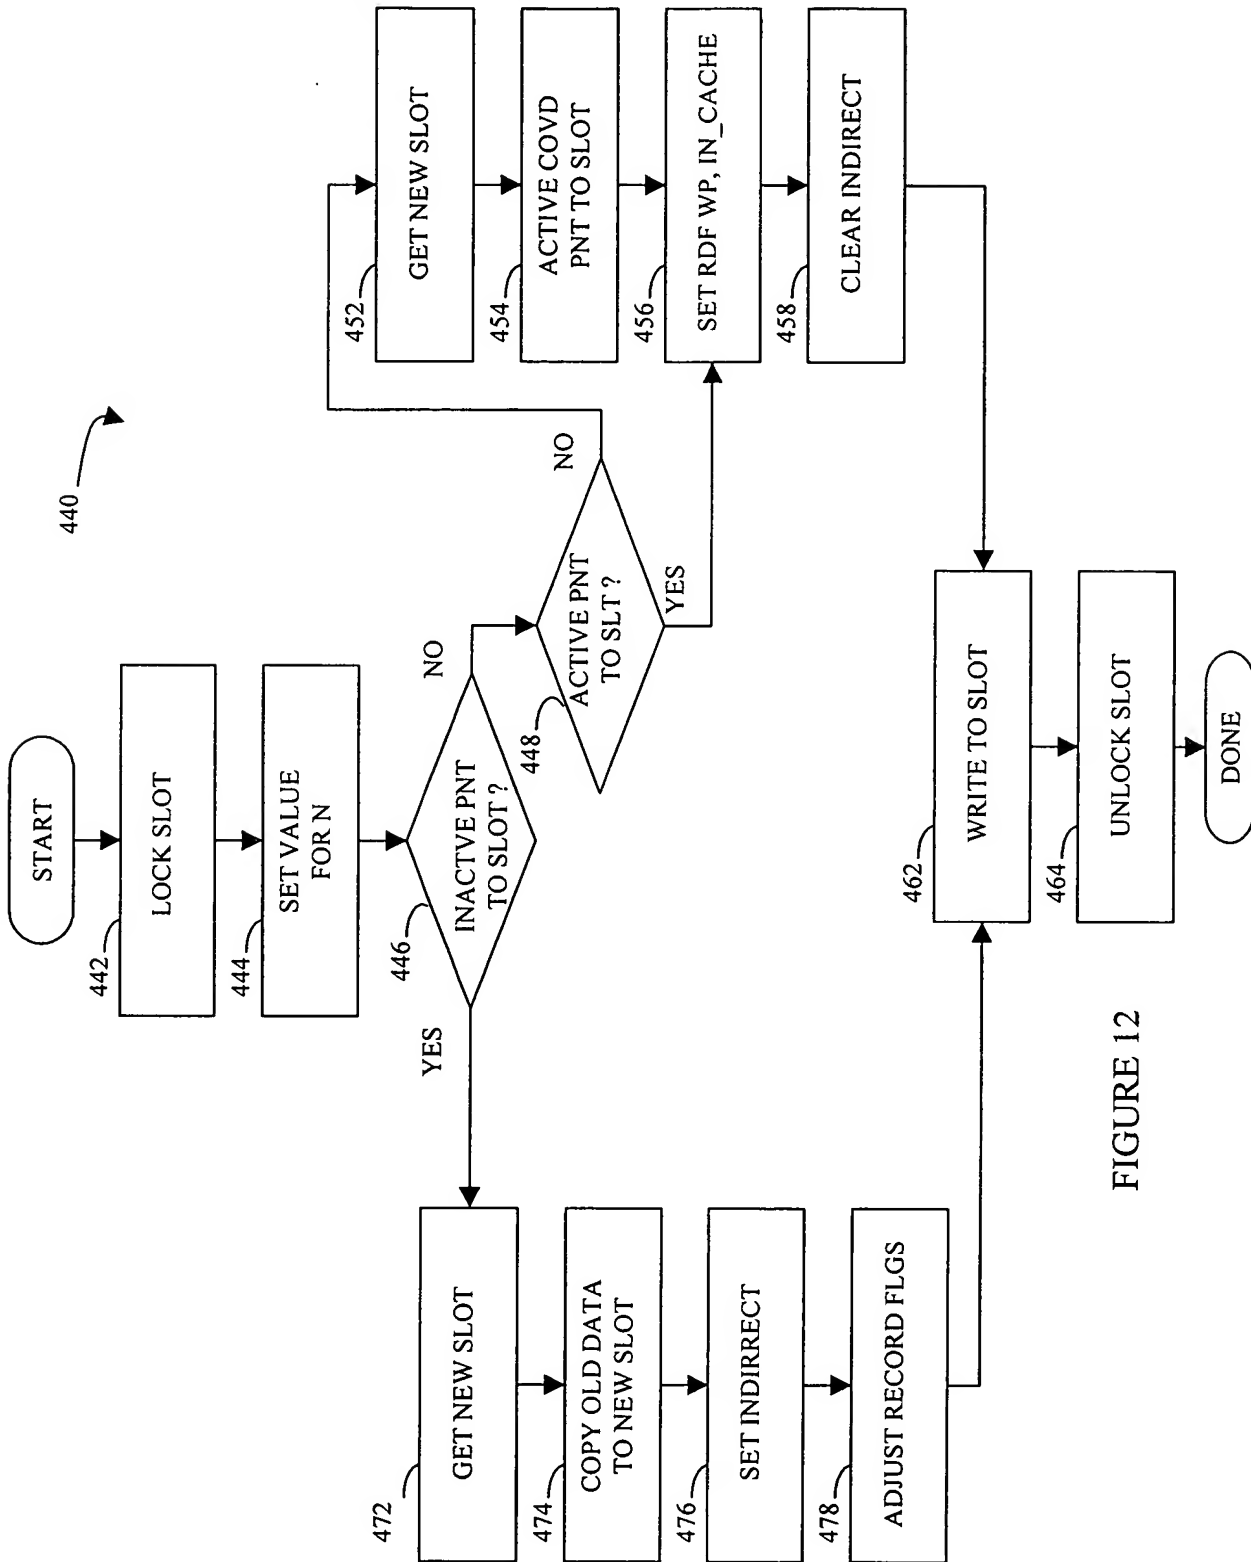 440
START
442
LOCK SLOT
444
SET VALUE
FOR N
446
INACTVE PNT
TO SLOT ?
YES
NO
448
ACTIVE PNT
TO SLT ?
NO
YES
452
GET NEW SLOT
454
ACTIVE COVD
PNT TO SLOT
456
SET RDF WP, IN_CACHE
458
CLEAR INDIRECT
472
GET NEW SLOT
474
COPY OLD DATA
TO NEW SLOT
476
SET INDIRRECT
478
ADJUST RECORD FLGS
462
WRITE TO SLOT
464
UNLOCK SLOT
DONE
FIGURE 12